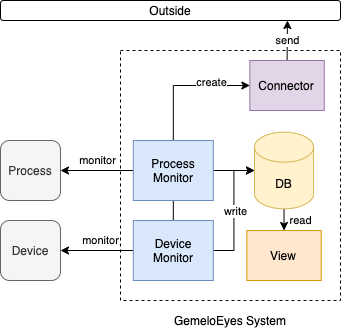 Outside
send
create
Connector
monitor
Process
Process
Monitor
DB
write
monitor
Device
Device
Monitor
read
View
GemeloEyes System